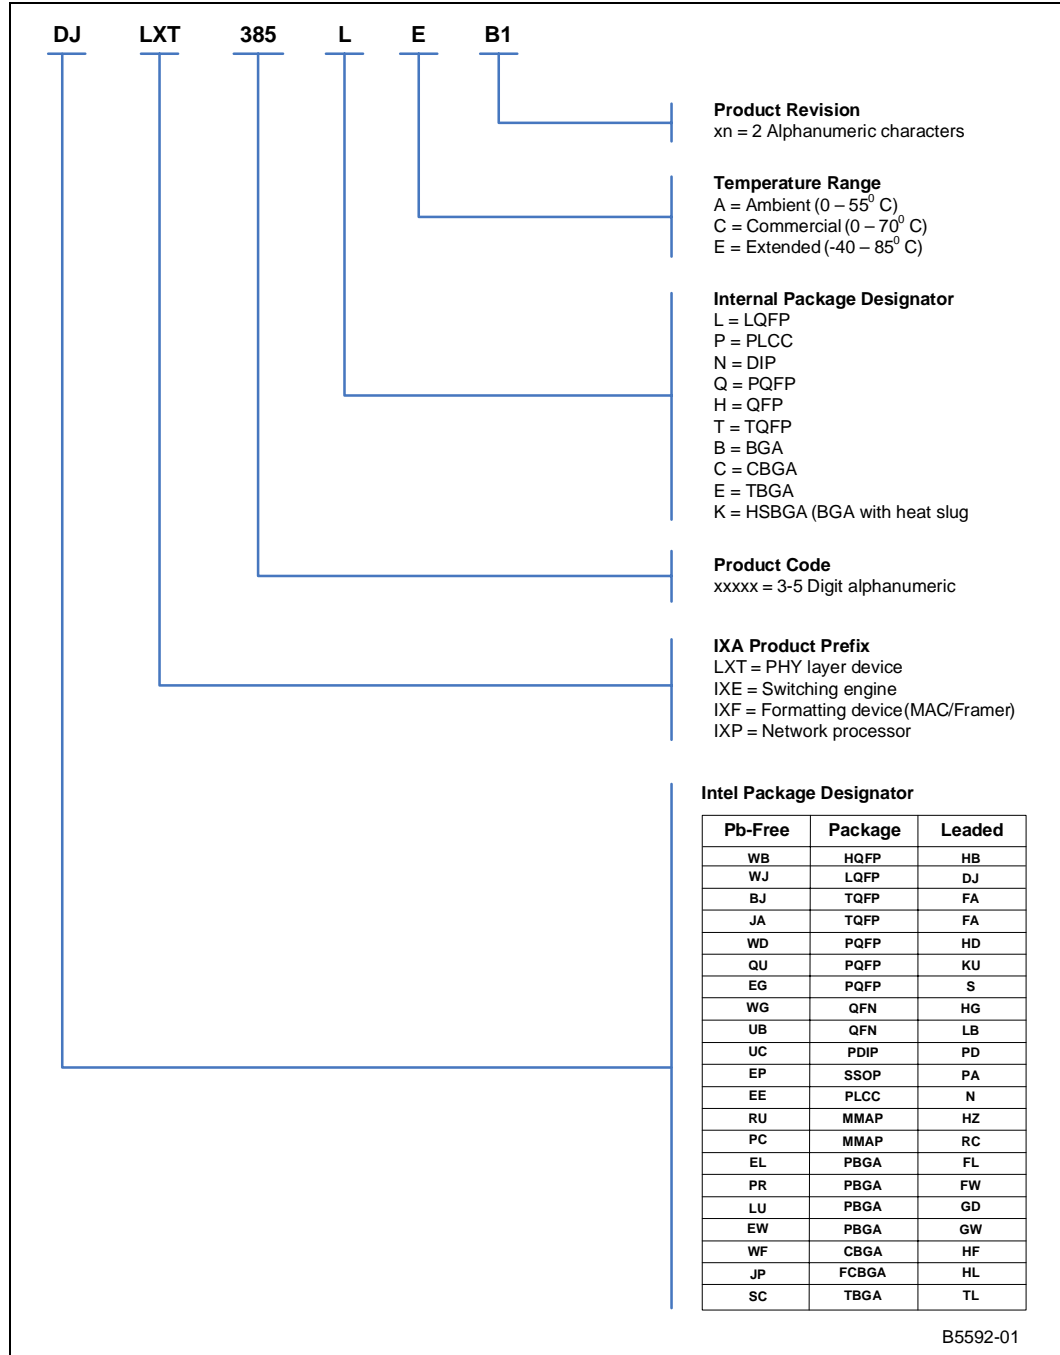 DJ LXT 385 L E B1
Product Revision
xn = 2 Alphanumeric characters
Temperature Range
A = Ambient (0 – 55⁰ C)
C = Commercial (0 – 70⁰ C)
E = Extended (-40 – 85⁰ C)
Internal Package Designator
L = LQFP
P = PLCC
N = DIP
Q = PQFP
H = QFP
T = TQFP
B = BGA
C = CBGA
E = TBGA
K = HSBGA (BGA with heat slug
Product Code
xxxxx = 3-5 Digit alphanumeric
IXA Product Prefix
LXT = PHY layer device
IXE = Switching engine
IXF = Formatting device (MAC/Framer)
IXP = Network processor
Intel Package Designator
Pb-Free Package Leaded
WB HQFP HB
WJ LQFP DJ
BJ TQFP FA
JA TQFP FA
WD PQFP HD
QU PQFP KU
EG PQFP S
WG QFN HG
UB QFN LB
UC PDIP PD
EP SSOP PA
EE PLCC N
RU MMAP HZ
PC MMAP RC
EL PBGA FL
PR PBGA FW
LU PBGA GD
EW PBGA GW
WF CBGA HF
JP FCBGA HL
SC TBGA TL
B5592-01